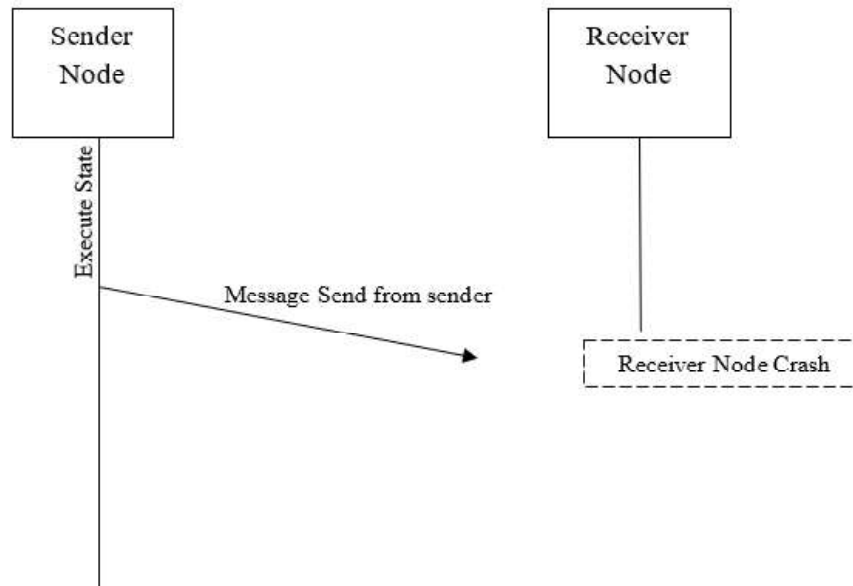 Sender
Node
Receiver
Node
Execute State
Message Send from sender
Receiver Node Crash